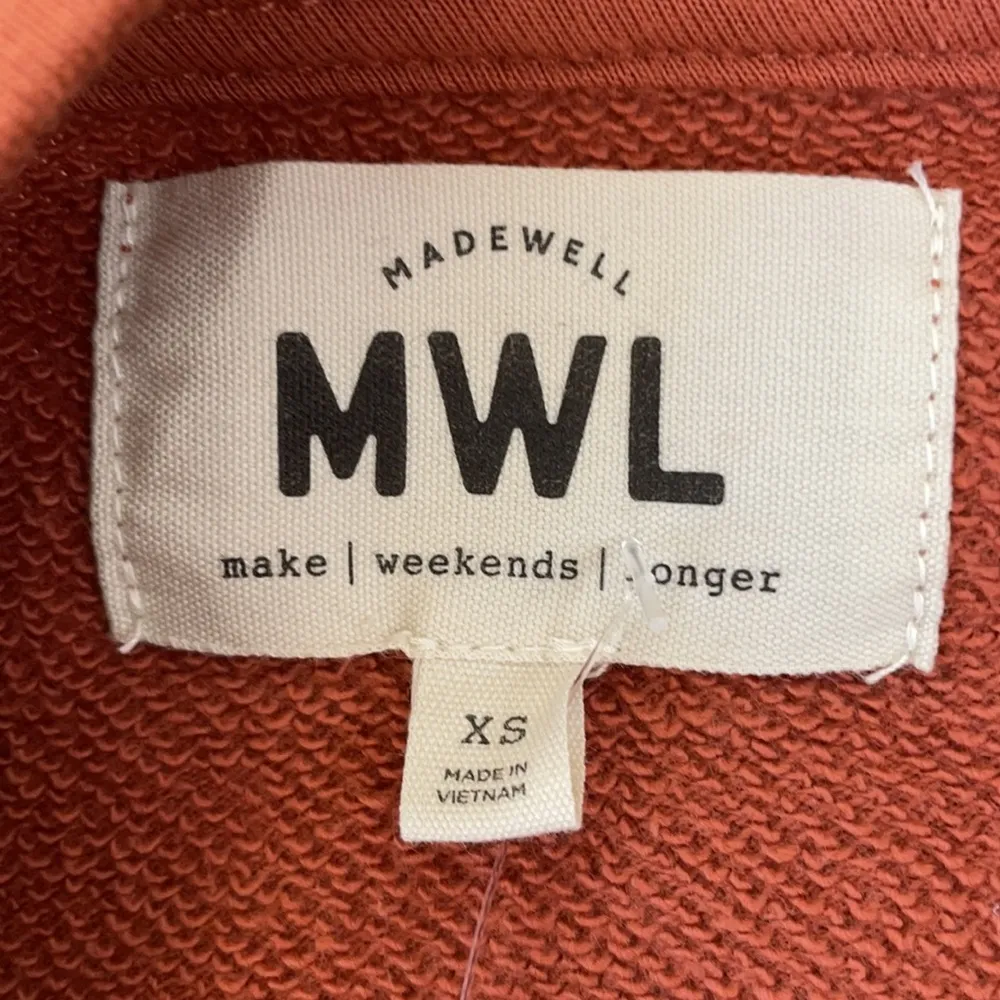 MADEWELL
MWL
make | weekends | longer
XS
MADE IN
VIETNAM